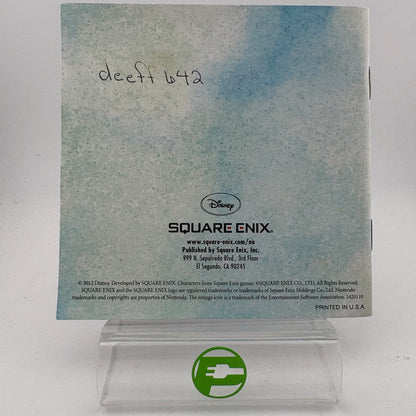 deeff 642
Disney
SQUARE ENIX.
www.square-enix.com/na
Published by Square Enix, Inc.
999 N. Sepulveda Blvd., 3rd Floor
El Segundo, CA 90245
© 2012 Disney. Developed by SQUARE ENIX. Characters from Square Enix games: ©SQUARE ENIX CO., LTD. All Rights Reserved.
SQUARE ENIX and the SQUARE ENIX logo are registered trademarks or trademarks of Square Enix Holdings Co., Ltd. Nintendo
trademarks and copyrights are properties of Nintendo. The ratings icon is a trademark of the Entertainment Software Association. 1420110
PRINTED IN U.S.A.